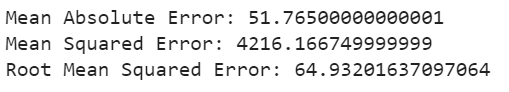 Mean Absolute Error: 51.76500000000001
Mean Squared Error: 4216.166749999999
Root Mean Squared Error: 64.93201637097064